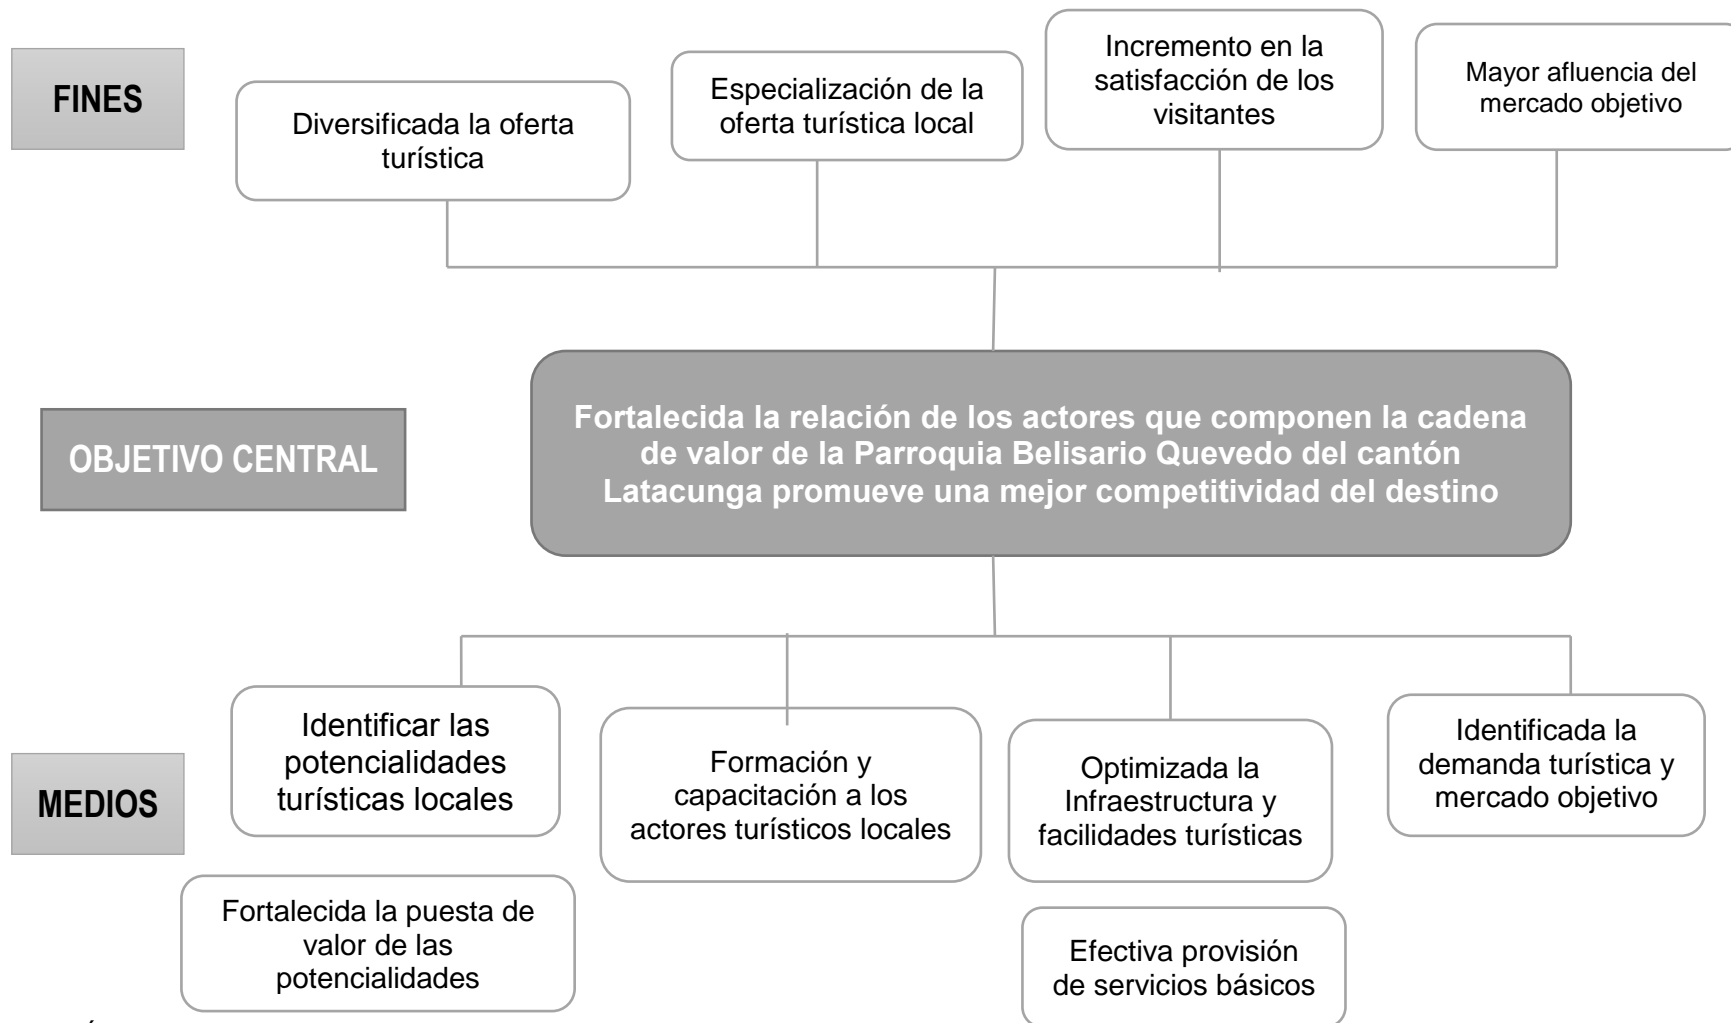 FINES
Diversificada la oferta
turística
Especialización de la
oferta turística local
Incremento en la
satisfacción de los
visitantes
Mayor afluencia del
mercado objetivo
OBJETIVO CENTRAL
Fortalecida la relación de los actores que componen la cadena
de valor de la Parroquia Belisario Quevedo del cantón
Latacunga promueve una mejor competitividad del destino
MEDIOS
Identificar las
potencialidades
turísticas locales
Formación y
capacitación a los
actores turísticos locales
Optimizada la
Infraestructura y
facilidades turísticas
Identificada la
demanda turística y
mercado objetivo
Fortalecida la puesta de
valor de las
potencialidades
Efectiva provisión
de servicios básicos